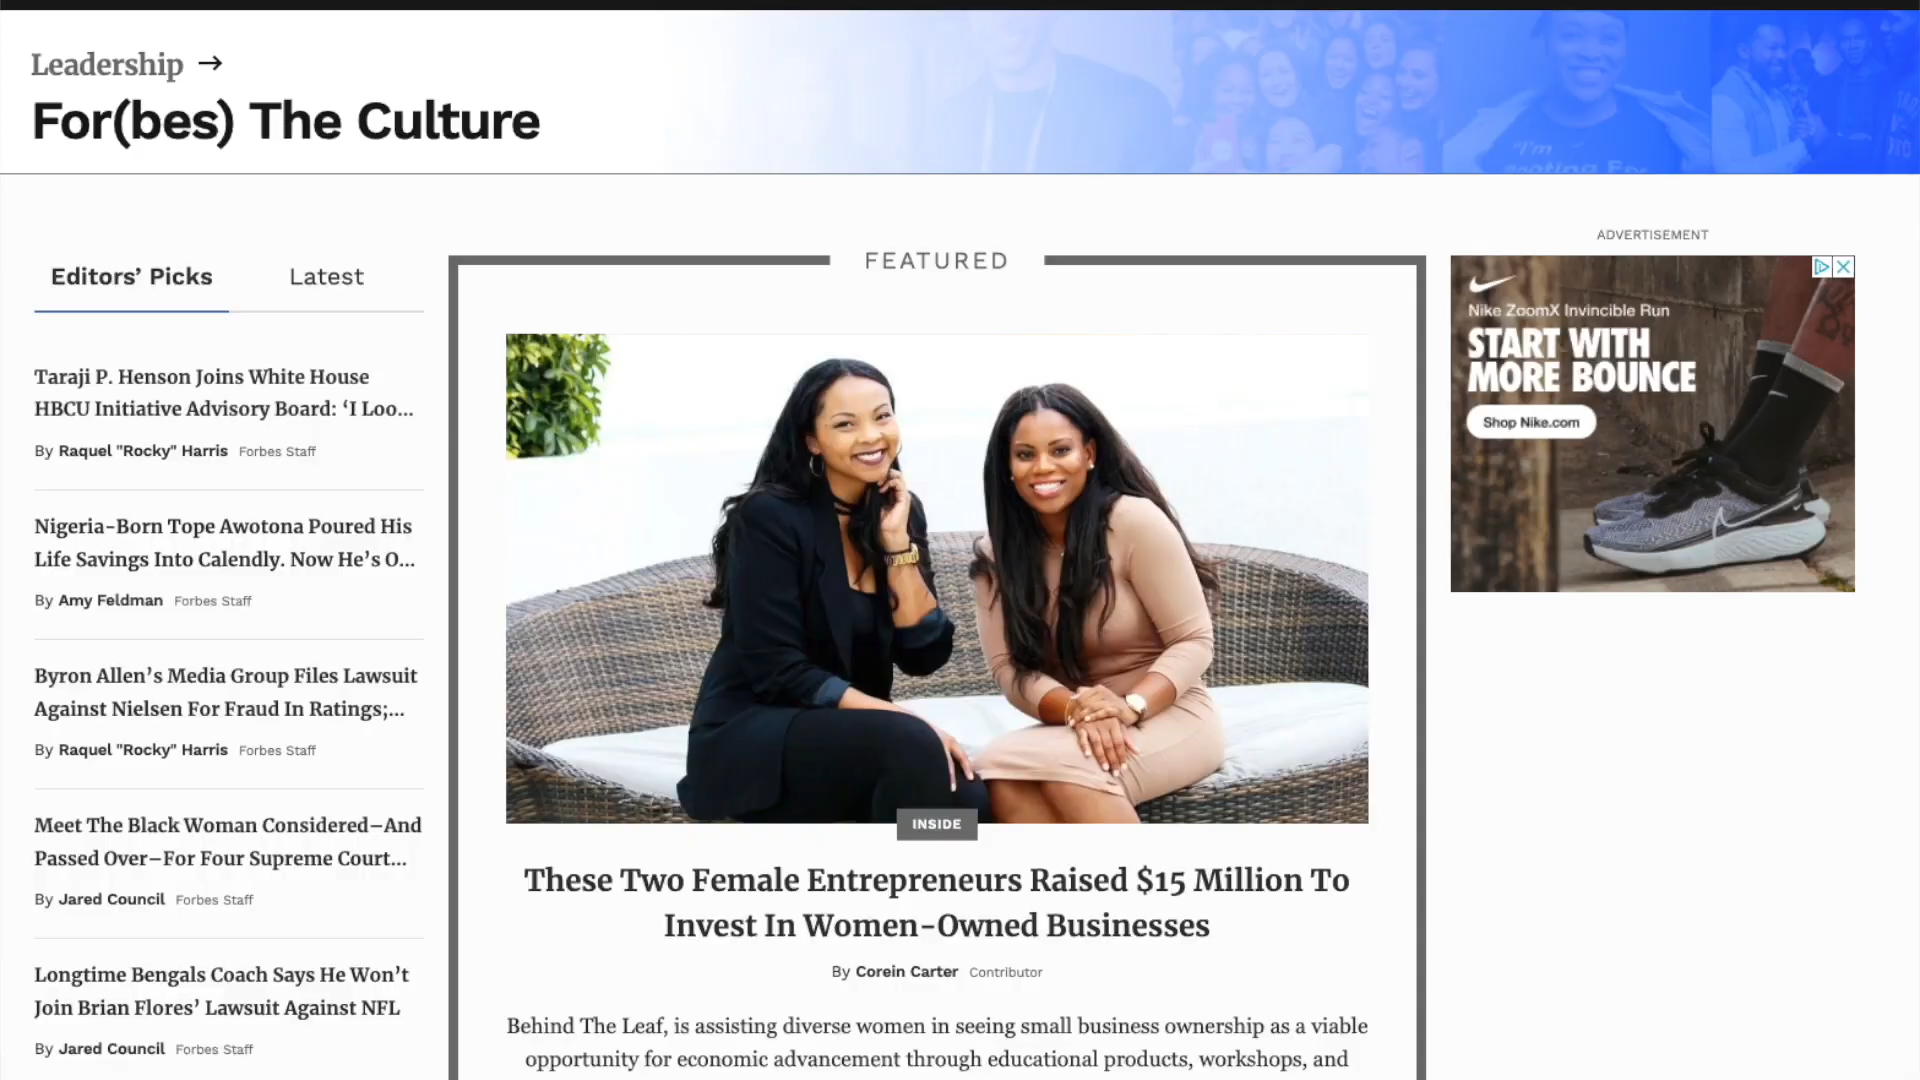 Leadership →
For(bes) The Culture
"I'm
Editors’ Picks
Latest
Taraji P. Henson Joins White House
HBCU Initiative Advisory Board: ‘I Loo...
By Raquel "Rocky" Harris Forbes Staff
Nigeria-Born Tope Awotona Poured His
Life Savings Into Calendly. Now He’s O...
By Amy Feldman Forbes Staff
Byron Allen’s Media Group Files Lawsuit
Against Nielsen For Fraud In Ratings;...
By Raquel "Rocky" Harris Forbes Staff
Meet The Black Woman Considered–And
Passed Over–For Four Supreme Court...
By Jared Council Forbes Staff
Longtime Bengals Coach Says He Won’t
Join Brian Flores’ Lawsuit Against NFL
By Jared Council Forbes Staff
FEATURED
INSIDE
These Two Female Entrepreneurs Raised $15 Million To
Invest In Women-Owned Businesses
By Corein Carter Contributor
Behind The Leaf, is assisting diverse women in seeing small business ownership as a viable
opportunity for economic advancement through educational products, workshops, and
ADVERTISEMENT
Nike ZoomX Invincible Run
START WITH
MORE BOUNCE
Shop Nike.com